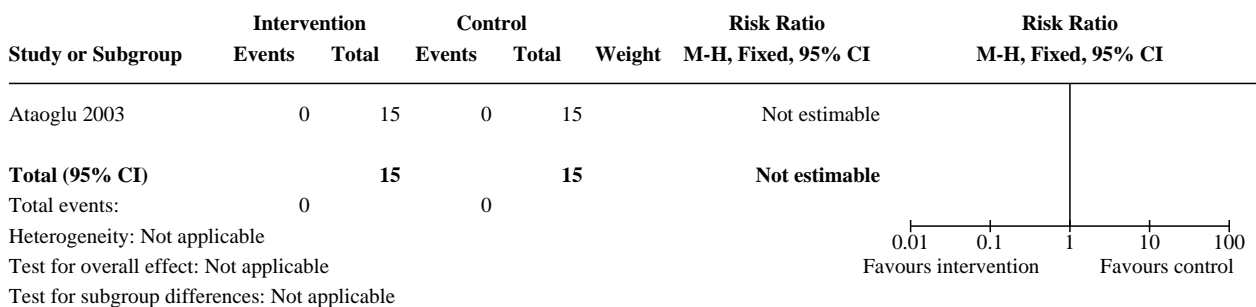 Intervention Control Risk Ratio Risk Ratio
Study or Subgroup Events Total Events Total Weight M-H, Fixed, 95% CI M-H, Fixed, 95% CI
Ataoglu 2003 0 15 0 15 Not estimable
Total (95% CI) 15 15 Not estimable
Total events: 0 0
Heterogeneity: Not applicable
0.01 0.1 1 10 100
Test for overall effect: Not applicable Favours intervention Favours control
Test for subgroup differences: Not applicable